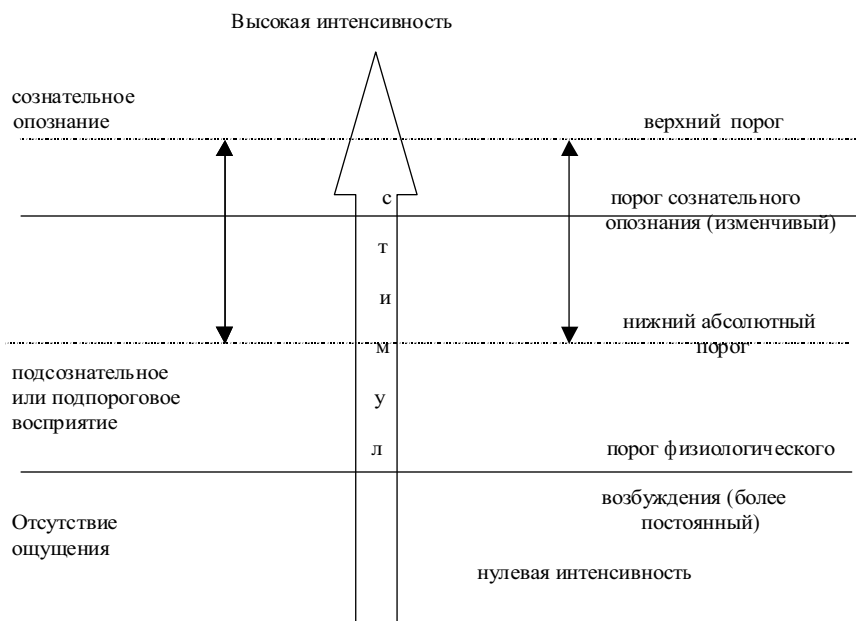 Высокая интенсивность
сознательное
опознание
верхний порог
порог сознательного
опознания (изменчивый)
стимул
нижний абсолютный
порог
подсознательное
или подпороговое
восприятие
порог физиологического
возбуждения (более
постоянный)
Отсутствие
ощущения
нулевая интенсивность